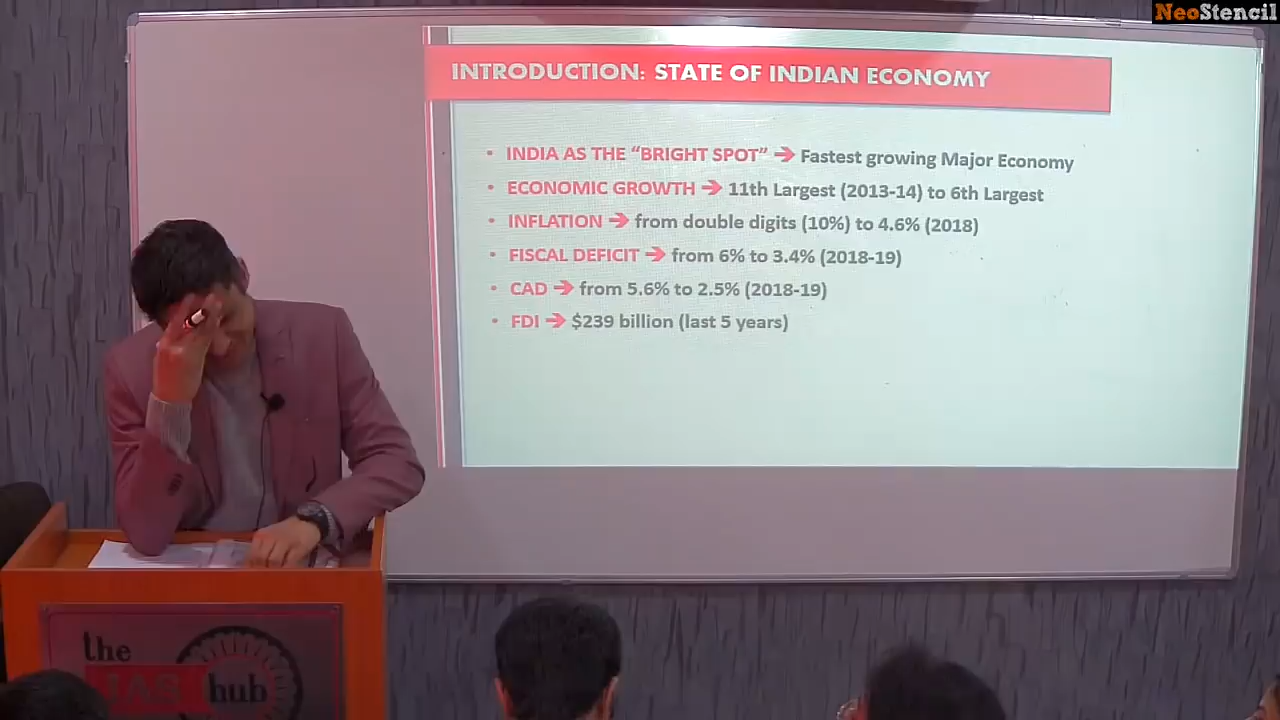 NeoStencil
INTRODUCTION: STATE OF INDIAN ECONOMY
• INDIA AS THE “BRIGHT SPOT” ➔ Fastest growing Major Economy
• ECONOMIC GROWTH ➔ 11th Largest (2013-14) to 6th Largest
• INFLATION ➔ from double digits (10%) to 4.6% (2018)
• FISCAL DEFICIT ➔ from 6% to 3.4% (2018-19)
• CAD ➔ from 5.6% to 2.5% (2018-19)
• FDI ➔ $239 billion (last 5 years)
the
IAS hub